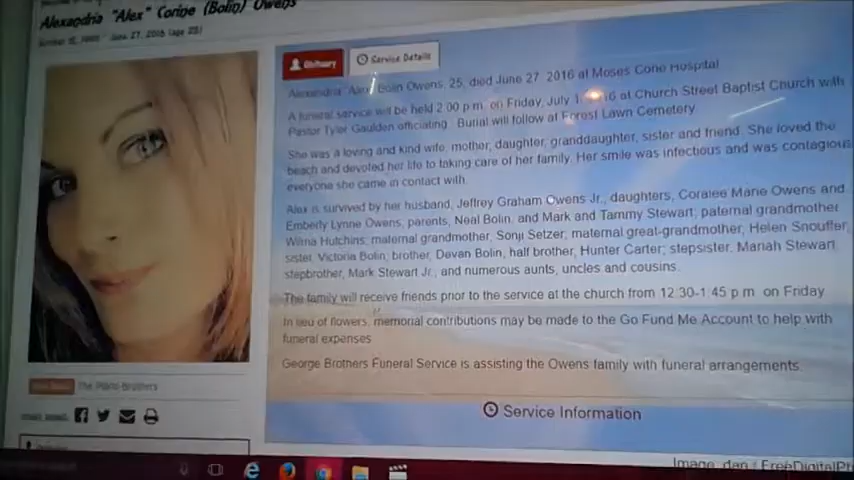 Alexandria "Alex" Corine (Bolin) Owens
Obituary
Service Details
Alexandria "Alex" Bolin Owens, 25, died June 27, 2016 at Moses Cone Hospital
A funeral service will be held 2:00 p.m. on Friday, July 1, 2016 at Church Street Baptist Church with
Pastor Tyler Gaulden officiating. Burial will follow at Forest Lawn Cemetery.
She was a loving and kind wife, mother, daughter, granddaughter, sister and friend. She loved the
beach and devoted her life to taking care of her family. Her smile was infectious and was contagious
everyone she came in contact with.
Alex is survived by her husband, Jeffrey Graham Owens Jr., daughters, Coralee Marie Owens and
Emberly Lynne Owens; parents, Neal Bolin, and Mark and Tammy Stewart; paternal grandmother
Wilma Hutchins; maternal grandmother, Sonji Setzer; maternal great-grandmother, Helen Snouffer,
sister, Victoria Bolin; brother, Devan Bolin, half brother, Hunter Carter; stepsister, Mariah Stewart
stepbrother, Mark Stewart Jr., and numerous aunts, uncles and cousins.
The family will receive friends prior to the service at the church from 12:30-1:45 p.m. on Friday
In lieu of flowers, memorial contributions may be made to the Go Fund Me Account to help with
funeral expenses.
George Brothers Funeral Service is assisting the Owens family with funeral arrangements.
Service Information
Image: dan / FreeDigitalPh